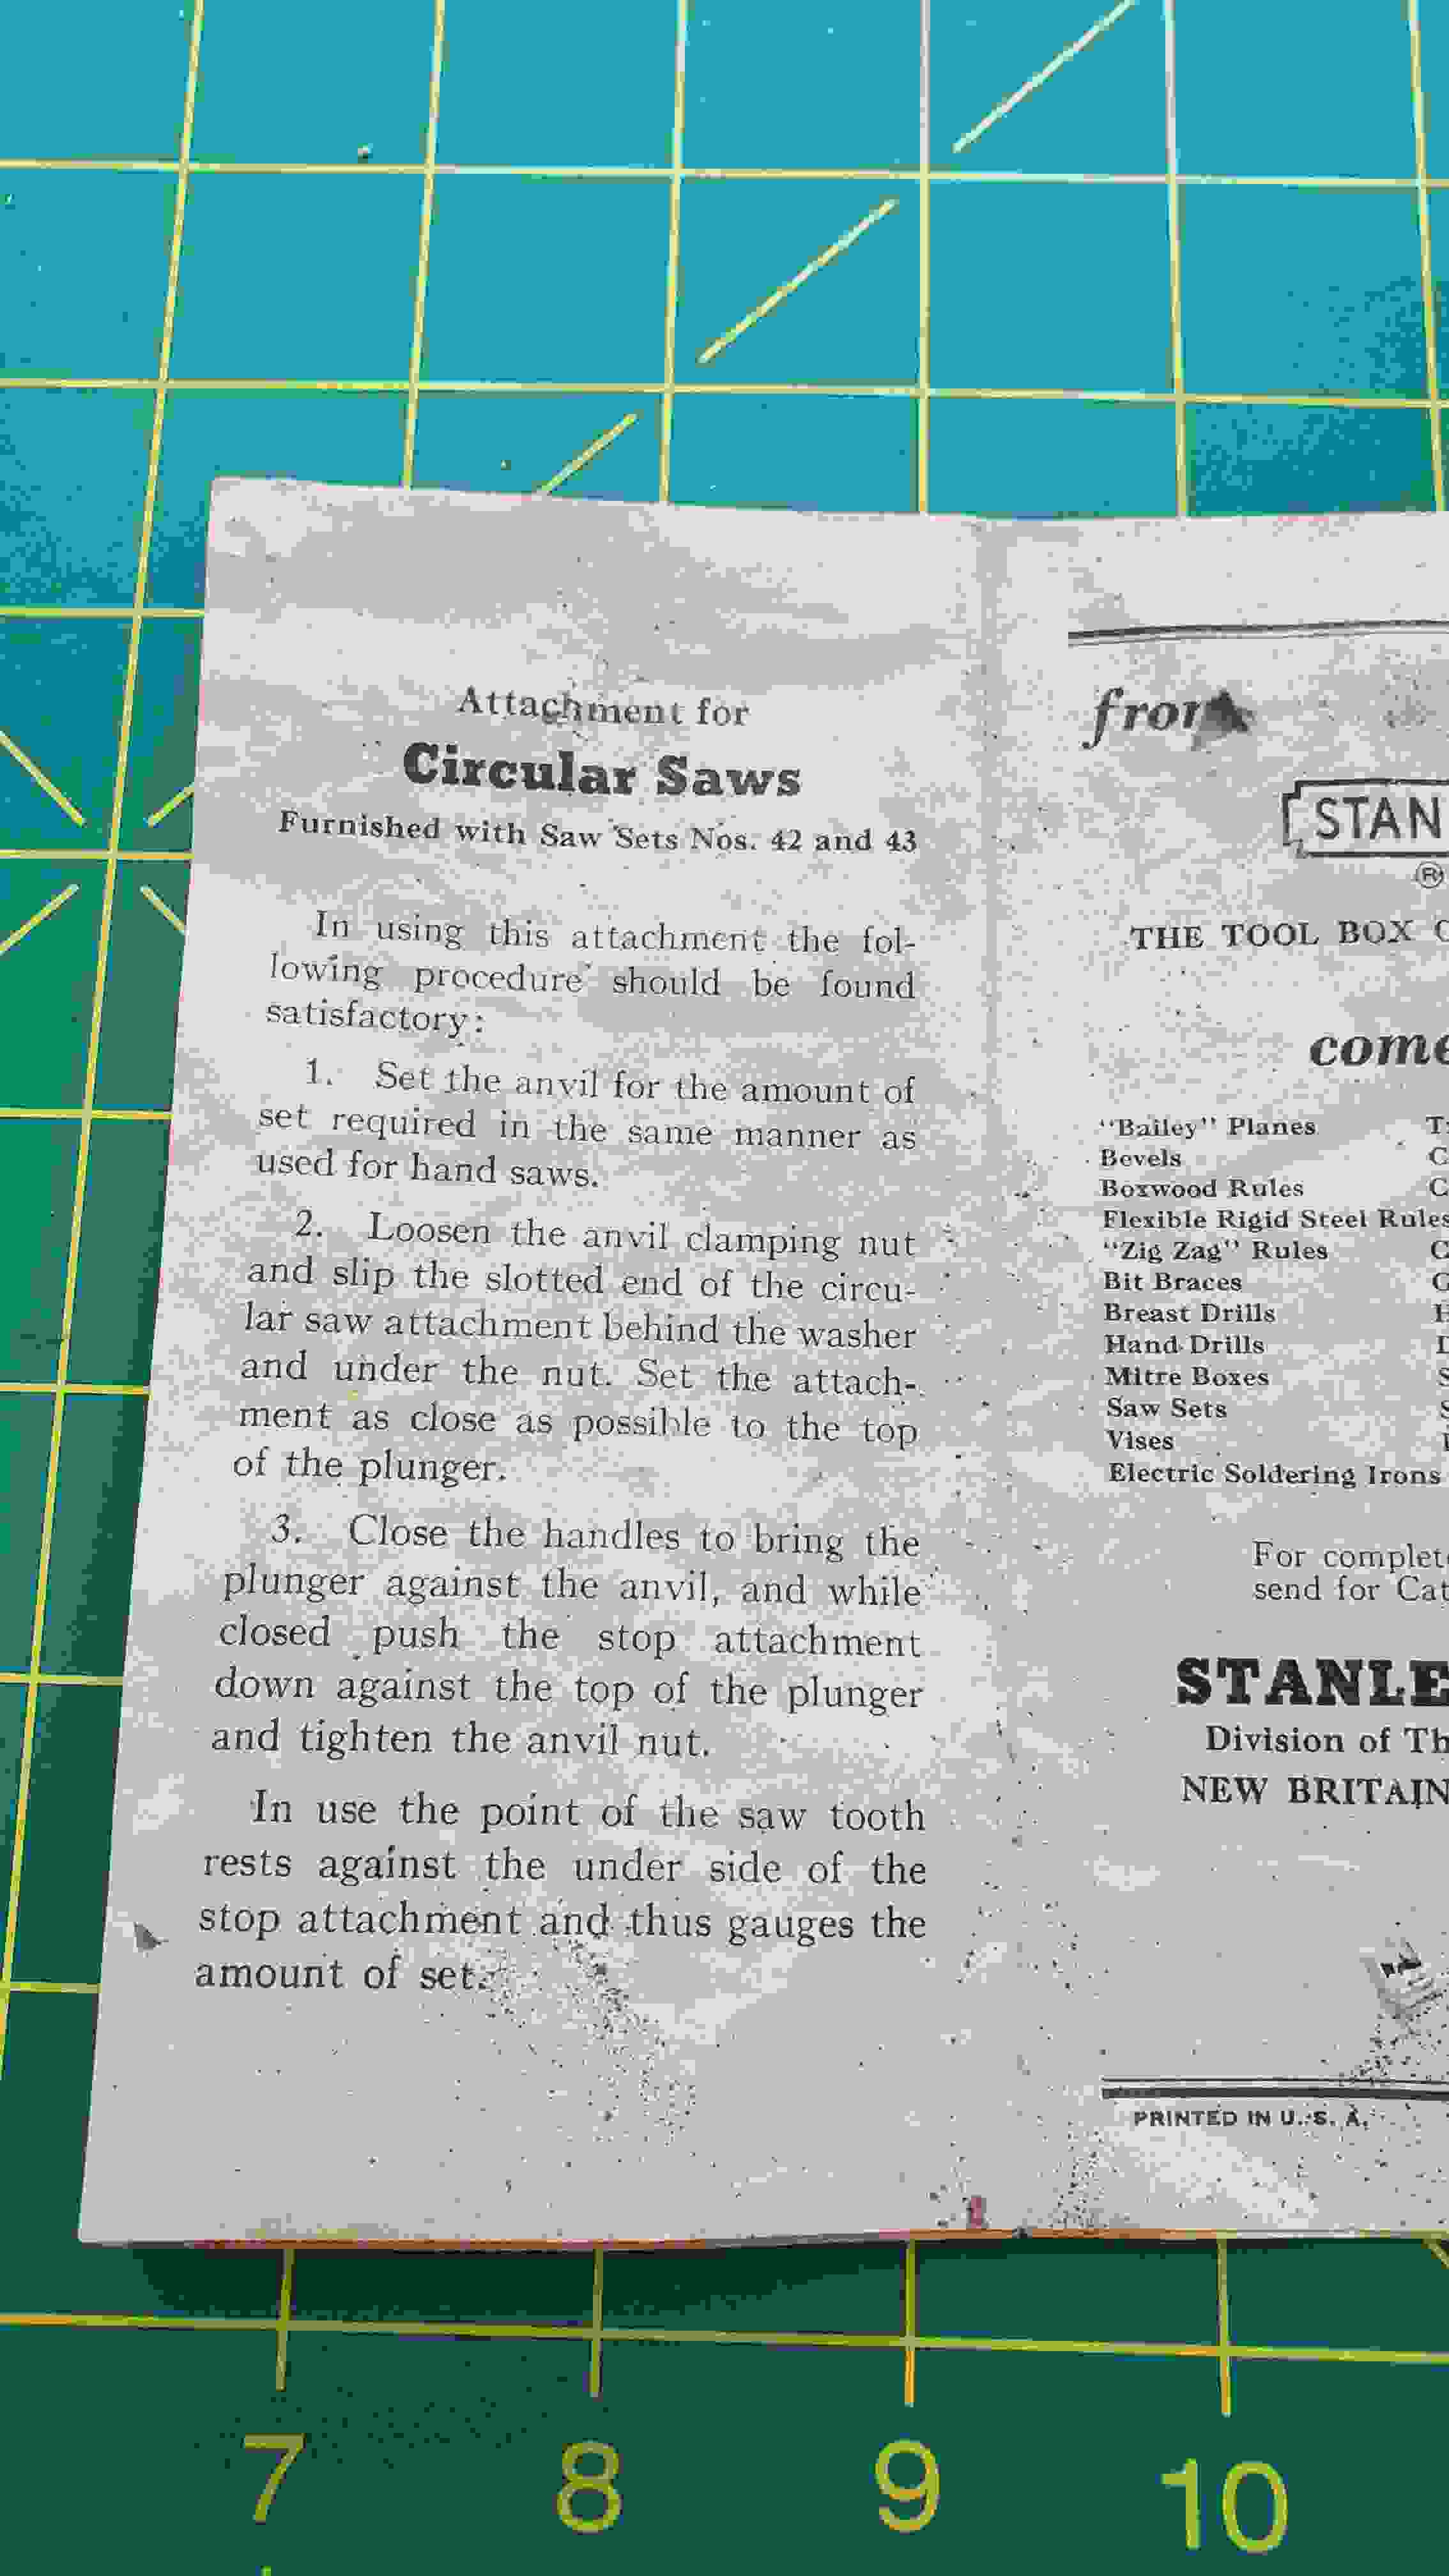 Attachment for
Circular Saws
Furnished with Saw Sets Nos. 42 and 43
In using this attachment the fol-
lowing procedure should be found
satisfactory:
1. Set the anvil for the amount of
set required in the same manner as
used for hand saws.
2. Loosen the anvil clamping nut
and slip the slotted end of the circu-
lar saw attachment behind the washer
and under the nut. Set the attach-
ment as close as possible to the top
of the plunger.
3. Close the handles to bring the
plunger against the anvil, and while
closed push the stop attachment
down against the top of the plunger
and tighten the anvil nut.
In use the point of the saw tooth
rests against the under side of the
stop attachment and thus gauges the
amount of set.
STAN
®
THE TOOL BOX
come
"Bailey" Planes
Bevels
Boxwood Rules
Flexible Rigid Steel Rules
"Zig Zag" Rules
Bit Braces
Breast Drills
Hand Drills
Mitre Boxes
Saw Sets
Vises
Electric Soldering Irons
For complet
send for Cat
STANLE
Division of Th
NEW BRITAIN
PRINTED IN U. S. A.
7 8 9 10